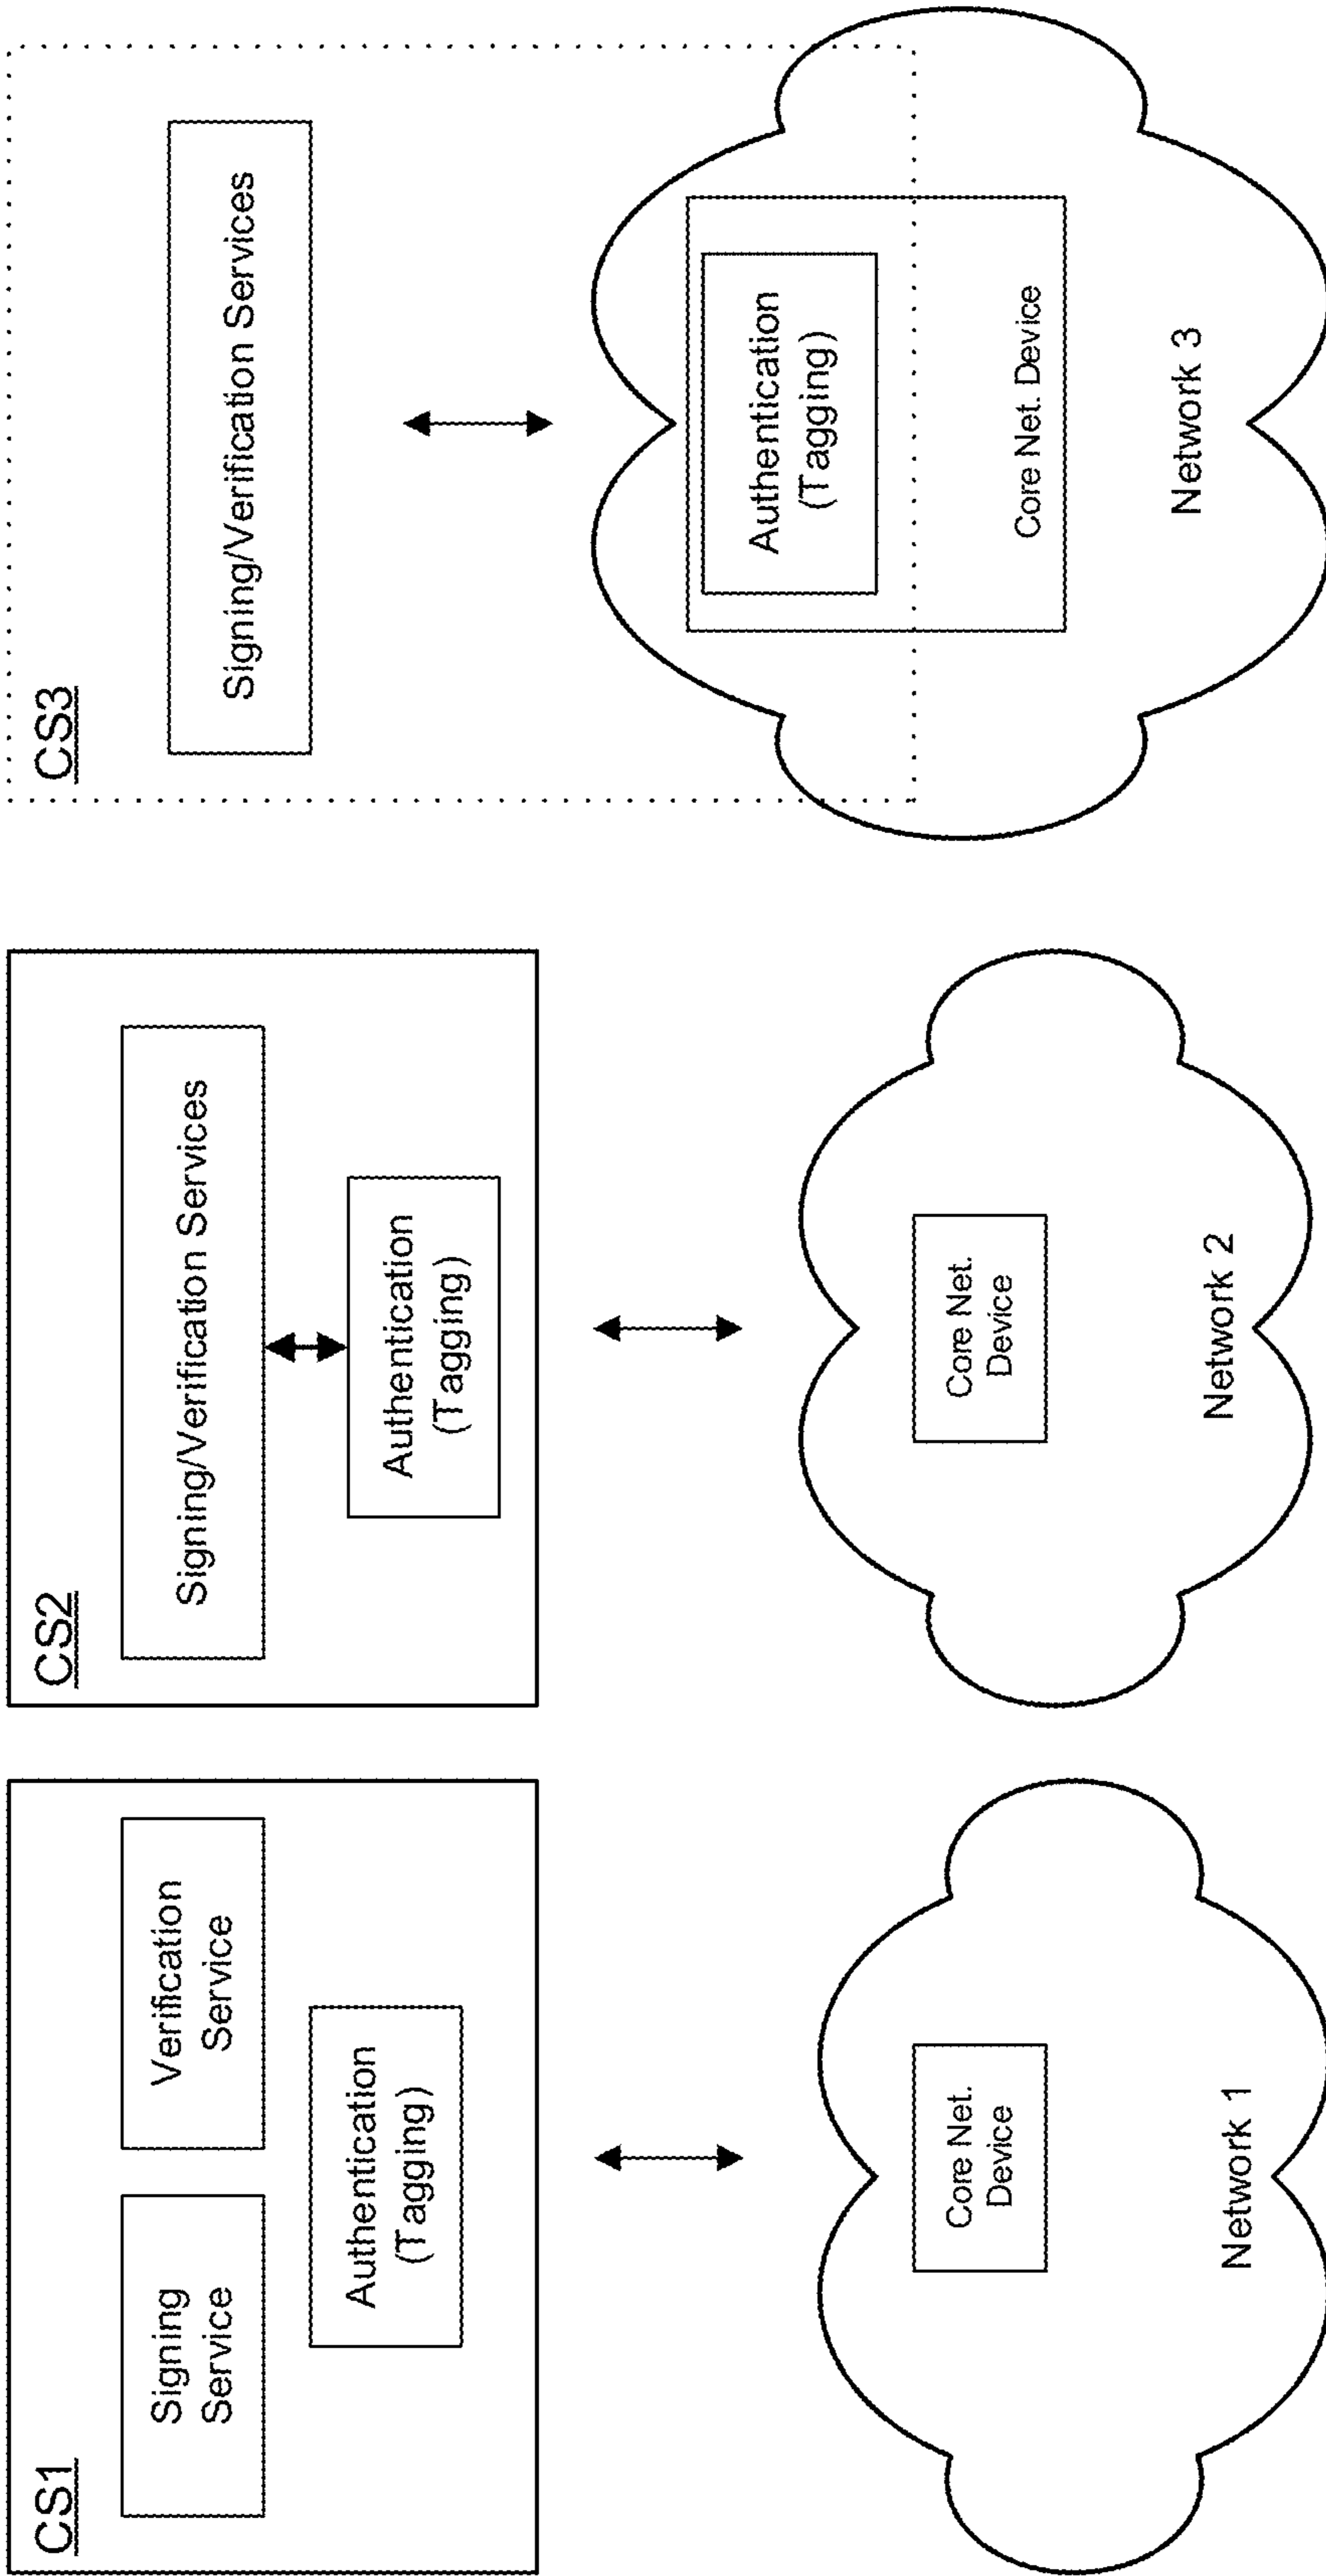 CS1
Signing
Service
Verification
Service
Authentication
(Tagging)
Core Net.
Device
Network 1
CS2
Signing/Verification Services
Authentication
(Tagging)
Core Net.
Device
Network 2
CS3
Signing/Verification Services
Authentication
(Tagging)
Core Net. Device
Network 3